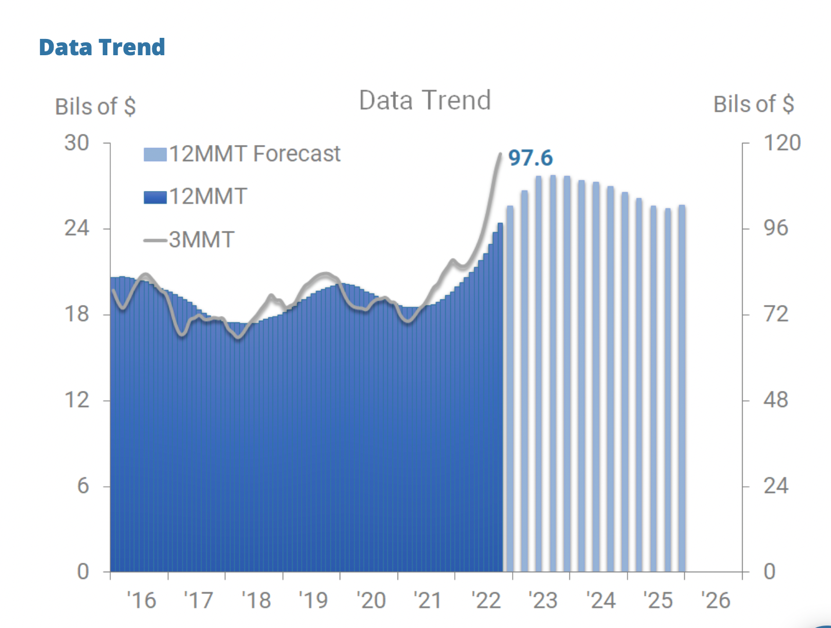 Data Trend
Data Trend
Bils of $
Bils of $
30
24
18
12
6
0
12MMT Forecast
12MMT
3MMT
97.6
120
96
72
48
24
0
'16 '17 '18 '19 '20 '21 '22 '23 '24 '25 '26